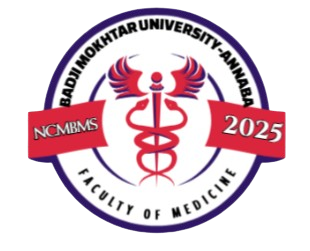 BADJI MOKHTAR UNIVERSITY-ANNABA
NCMBMS
2025
FACULTY OF MEDICINE